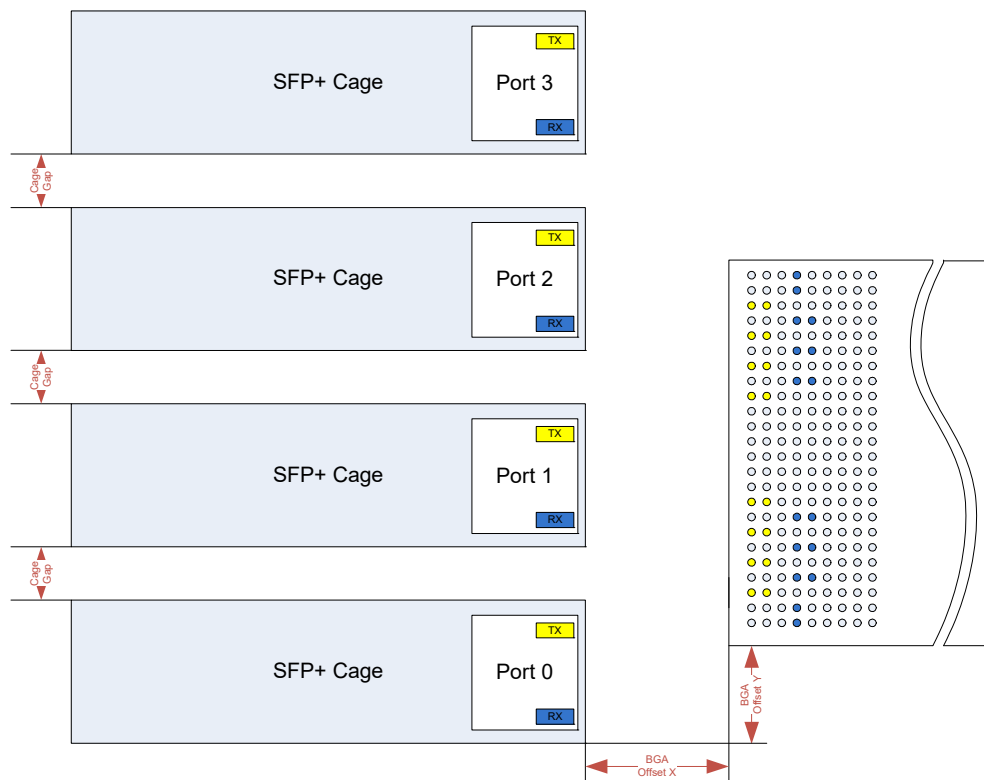 TX
SFP+ Cage
Port 3
RX
Cage
Gap
TX
SFP+ Cage
Port 2
RX
Cage
Gap
TX
SFP+ Cage
Port 1
RX
Cage
Gap
TX
SFP+ Cage
Port 0
RX
BGA
Offset Y
BGA
Offset X